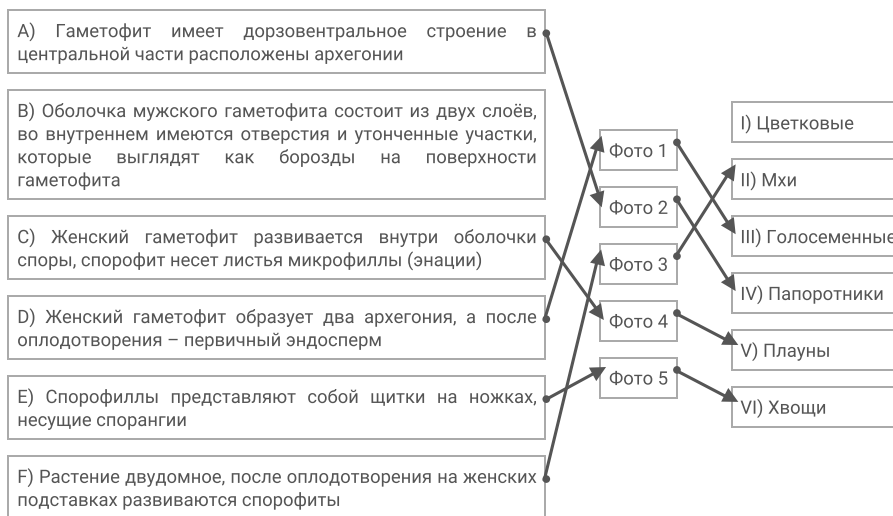 A) Гаметофит имеет дорзовентральное строение в
центральной части расположены архегонии
B) Оболочка мужского гаметофита состоит из двух слоёв,
во внутреннем имеются отверстия и утонченные участки,
которые выглядят как борозды на поверхности
гаметофита
C) Женский гаметофит развивается внутри оболочки
споры, спорофит несет листья микрофиллы (энации)
D) Женский гаметофит образует два архегония, а после
оплодотворения – первичный эндосперм
E) Спорофиллы представляют собой щитки на ножках,
несущие спорангии
F) Растение двудомное, после оплодотворения на женских
подставках развиваются спорофиты
Фото 1
Фото 2
Фото 3
Фото 4
Фото 5
I) Цветковые
II) Мхи
III) Голосеменные
IV) Папоротники
V) Плауны
VI) Хвощи